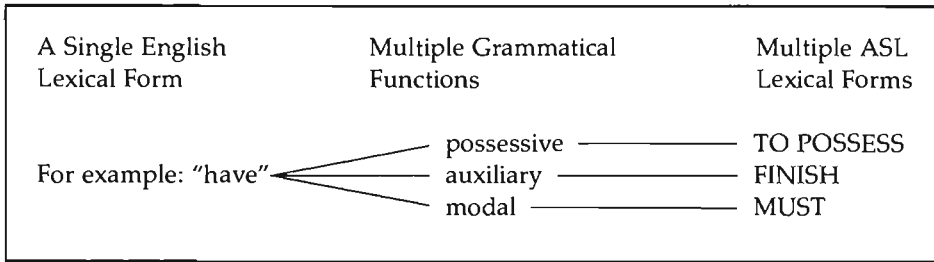 A Single English Multiple Grammatical Multiple ASL
Lexical Form Functions Lexical Forms
possessive TO POSSESS
For example: "have" auxiliary FINISH
modal MUST